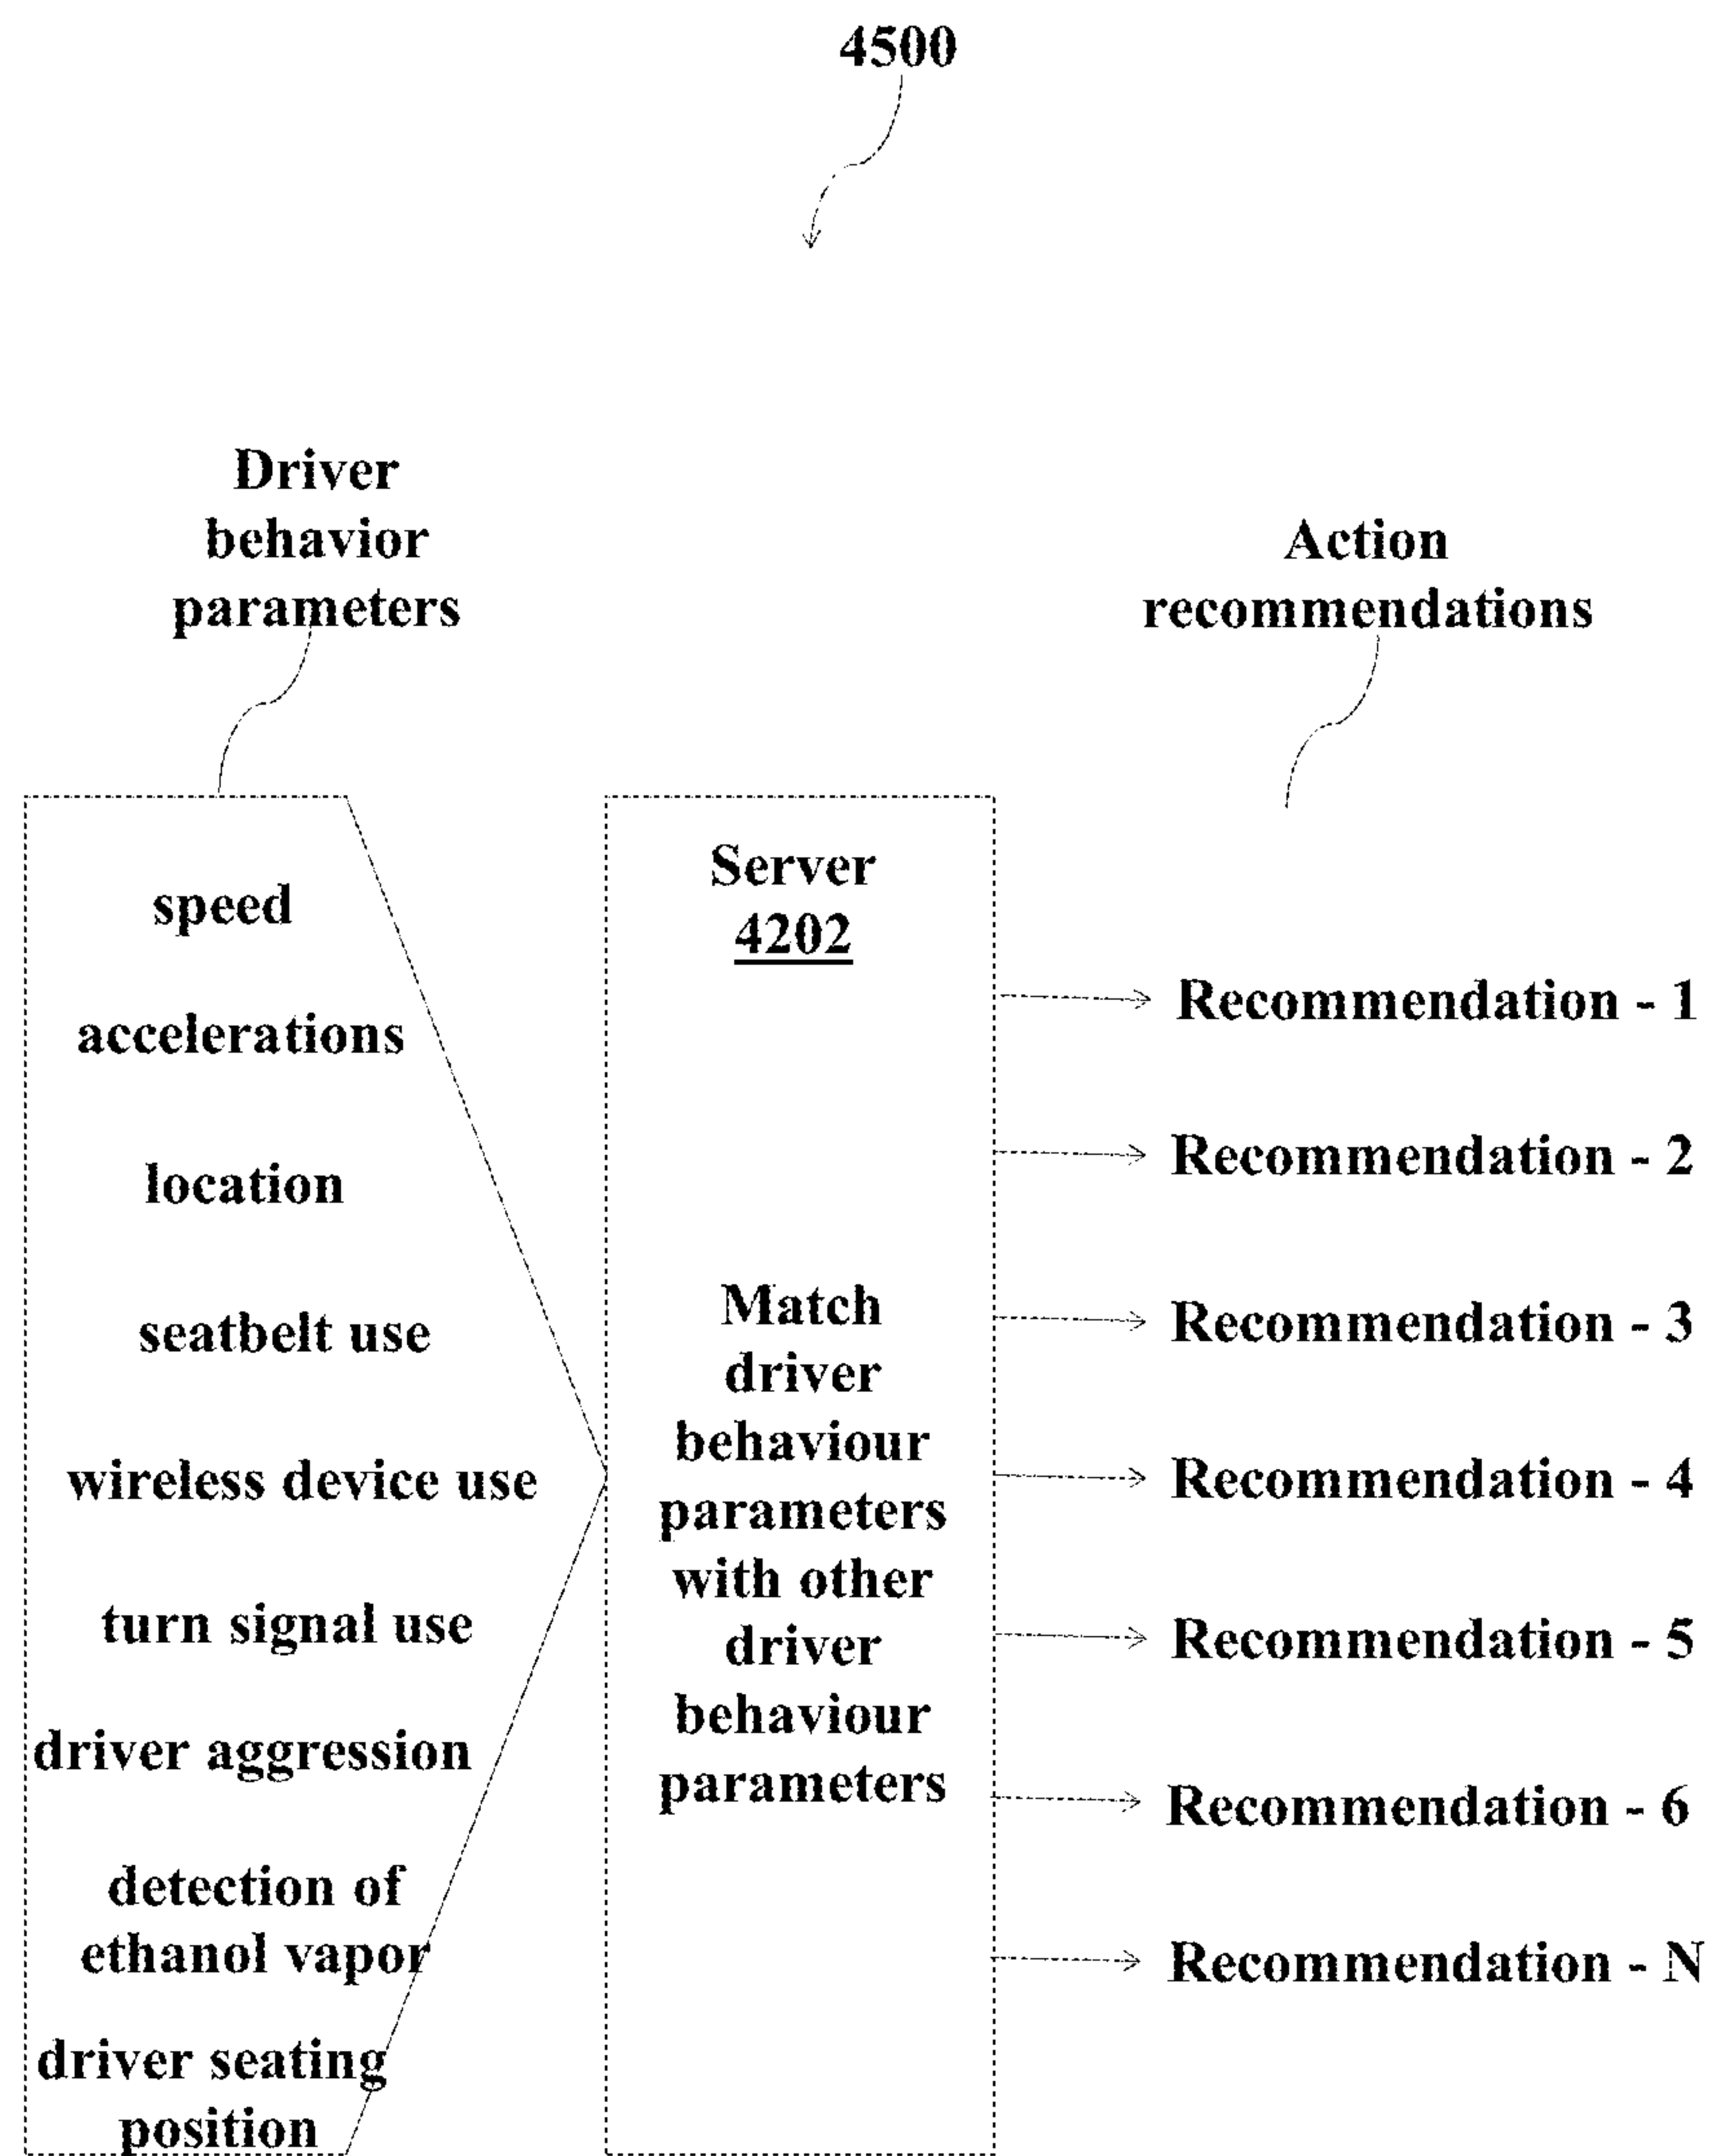 4500
Driver
behavior
parameters
Action
recommendations
speed
accelerations
location
seatbelt use
wireless device use
turn signal use
driver aggression
detection of
ethanol vapor
driver seating
position
Server
4202
Match
driver
behaviour
parameters
with other
driver
behaviour
parameters
Recommendation - 1
Recommendation - 2
Recommendation - 3
Recommendation - 4
Recommendation - 5
Recommendation - 6
Recommendation - N